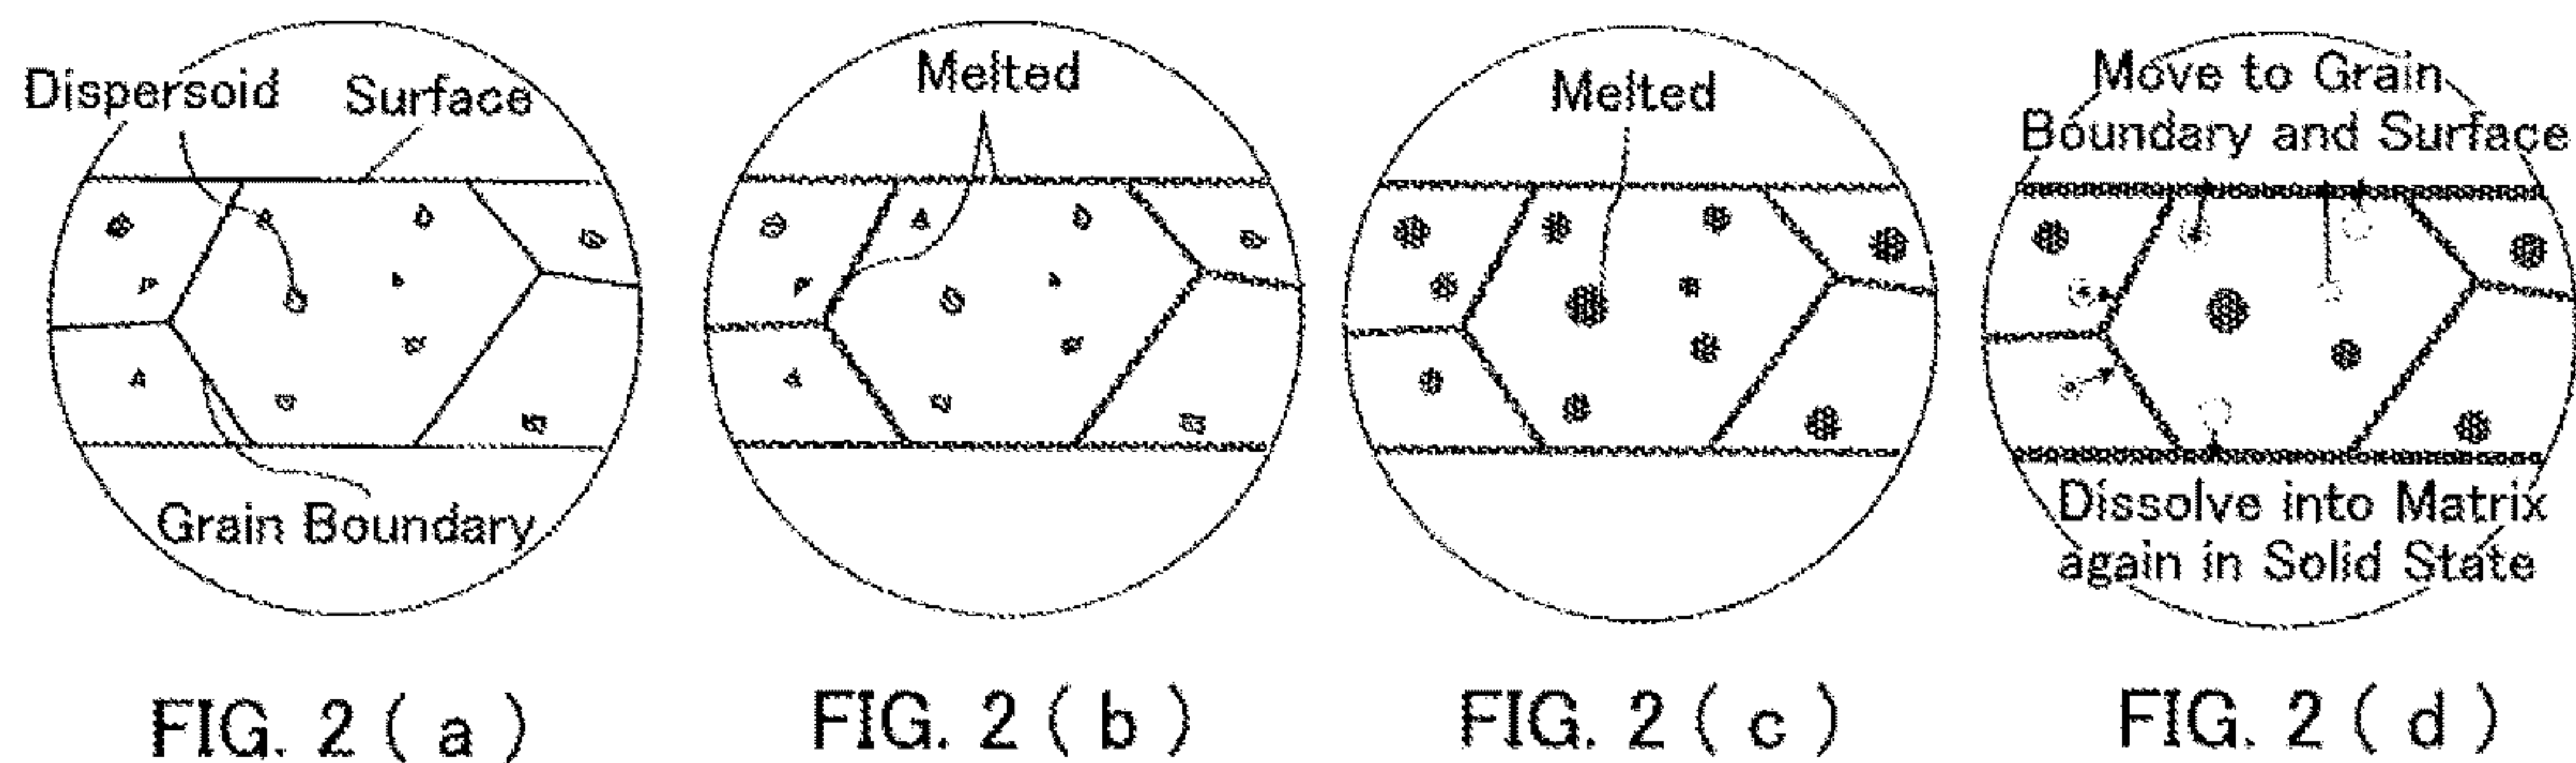 Dispersoid
Surface
Grain Boundary
Melted
Melted
Move to Grain
Boundary and Surface
Dissolve into Matrix
again in Solid State
FIG. 2 ( a )
FIG. 2 ( b )
FIG. 2 ( c )
FIG. 2 ( d )